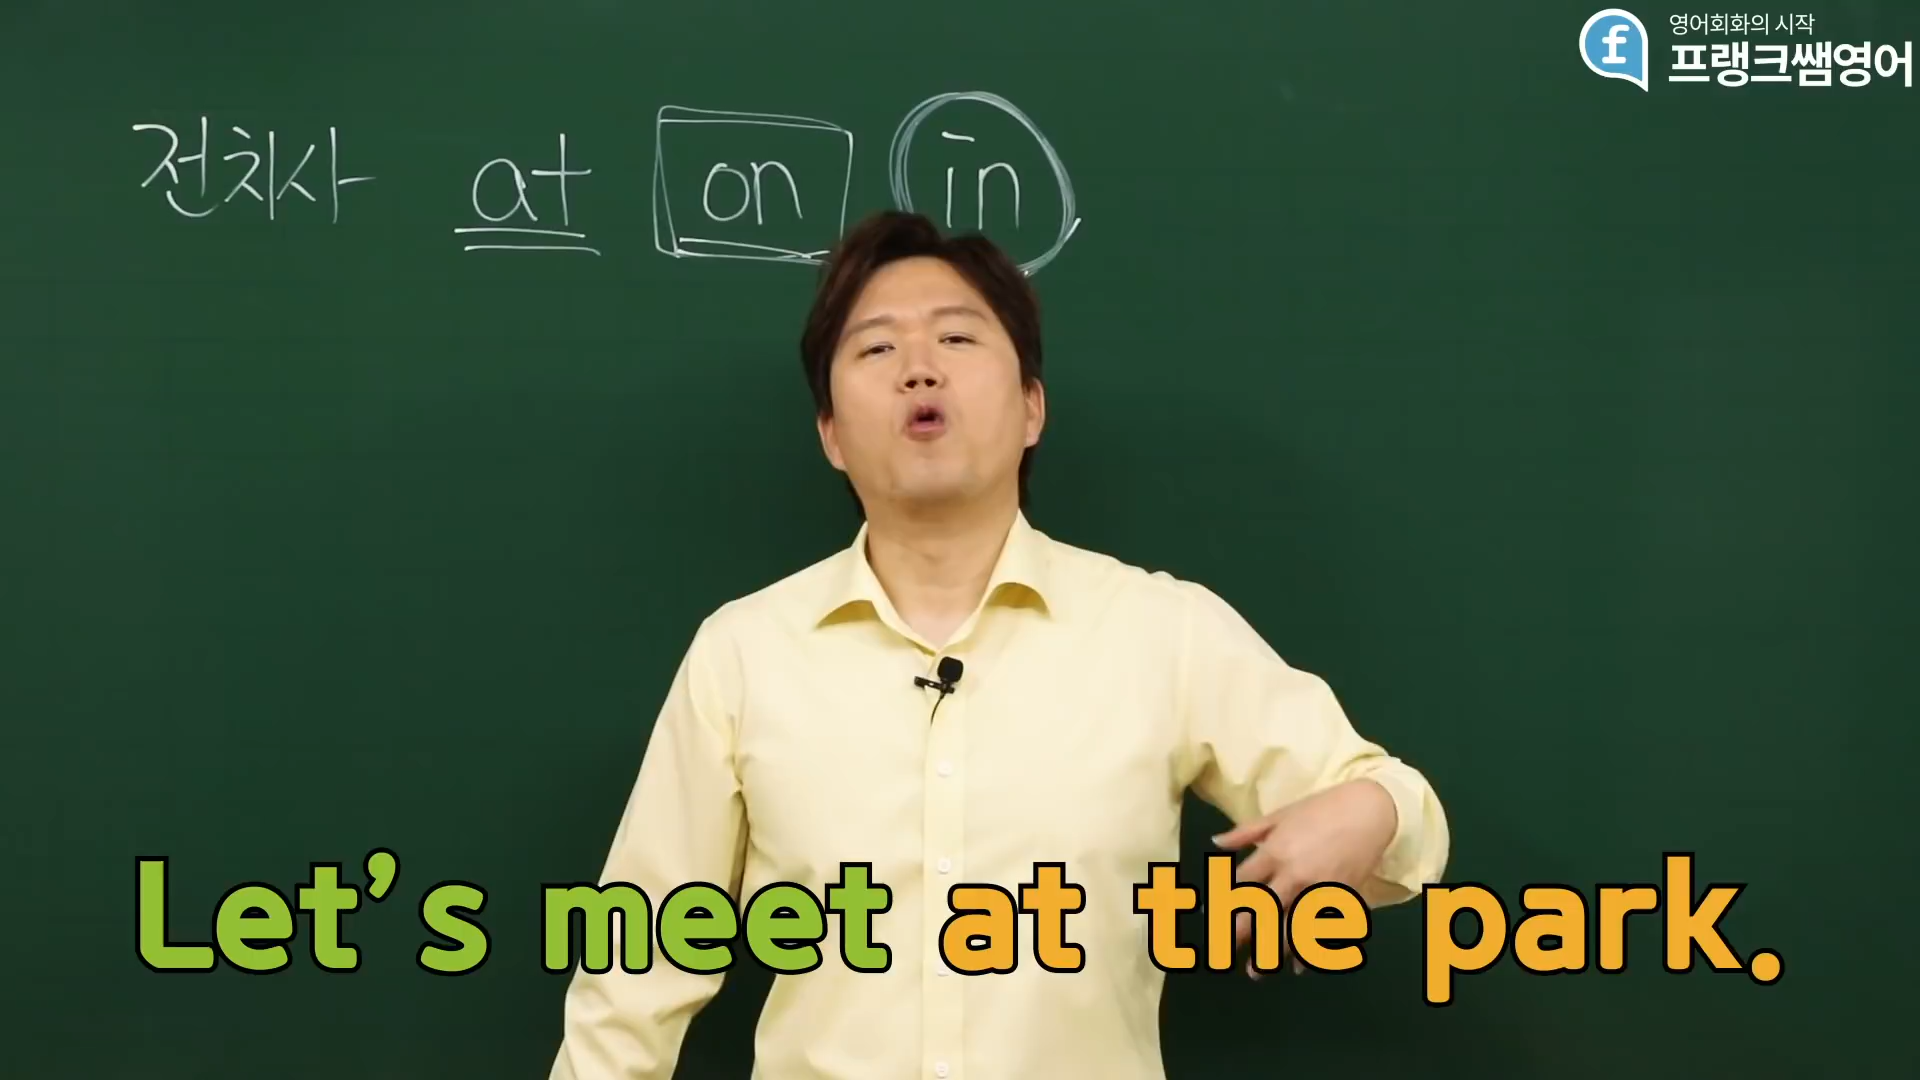 영어회화의 시작
프랭크쌤영어
전치사 at on in
Let's meet at the park.